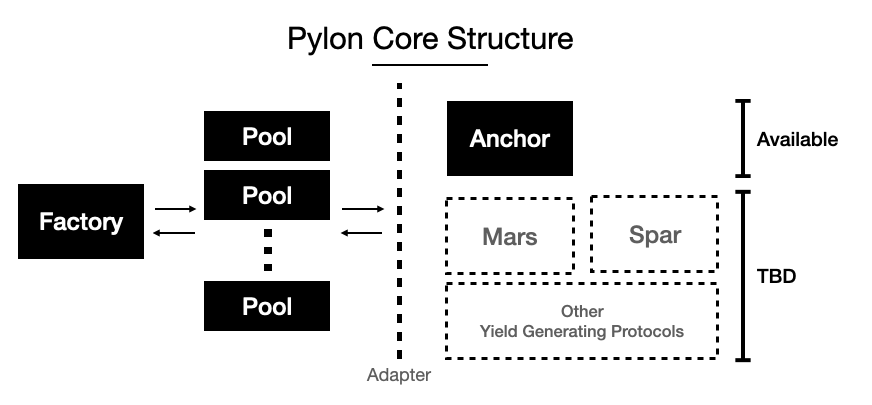 Pylon Core Structure
Factory
Pool
Pool
Pool
Adapter
Anchor
Mars
Spar
Other
Yield Generating Protocols
Available
TBD